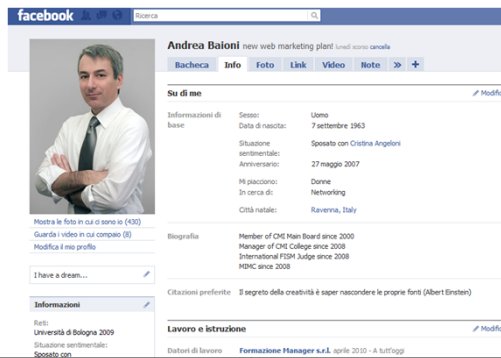 facebook
Ricerca
Andrea Baioni new web marketing plan! lunedì scorso cancella
Bacheca Info Foto Link Video Note » +
Su di me
Modific
Informazioni di base
Sesso: Uomo
Data di nascita: 7 settembre 1963
Situazione sentimentale: Sposato con Cristina Angeloni
Anniversario: 27 maggio 2007
Mi piacciono: Donne
In cerca di: Networking
Città natale: Ravenna, Italy
Mostra le foto in cui ci sono io (430)
Guarda i video in cui compaio (8)
Modifica il mio profilo
Biografia
Member of CMI Main Board since 2000
Manager of CMI College since 2008
International FISM Judge since 2008
MIMC since 2008
I have a dream...
Citazioni preferite Il segreto della creatività è saper nascondere le proprie fonti (Albert Einstein)
Informazioni
Reti:
Università di Bologna 2009
Situazione sentimentale:
Sposato con
Lavoro e istruzione
Modific
Datori di lavoro Formazione Manager s.r.l. aprile 2010 - A tutt'oggi